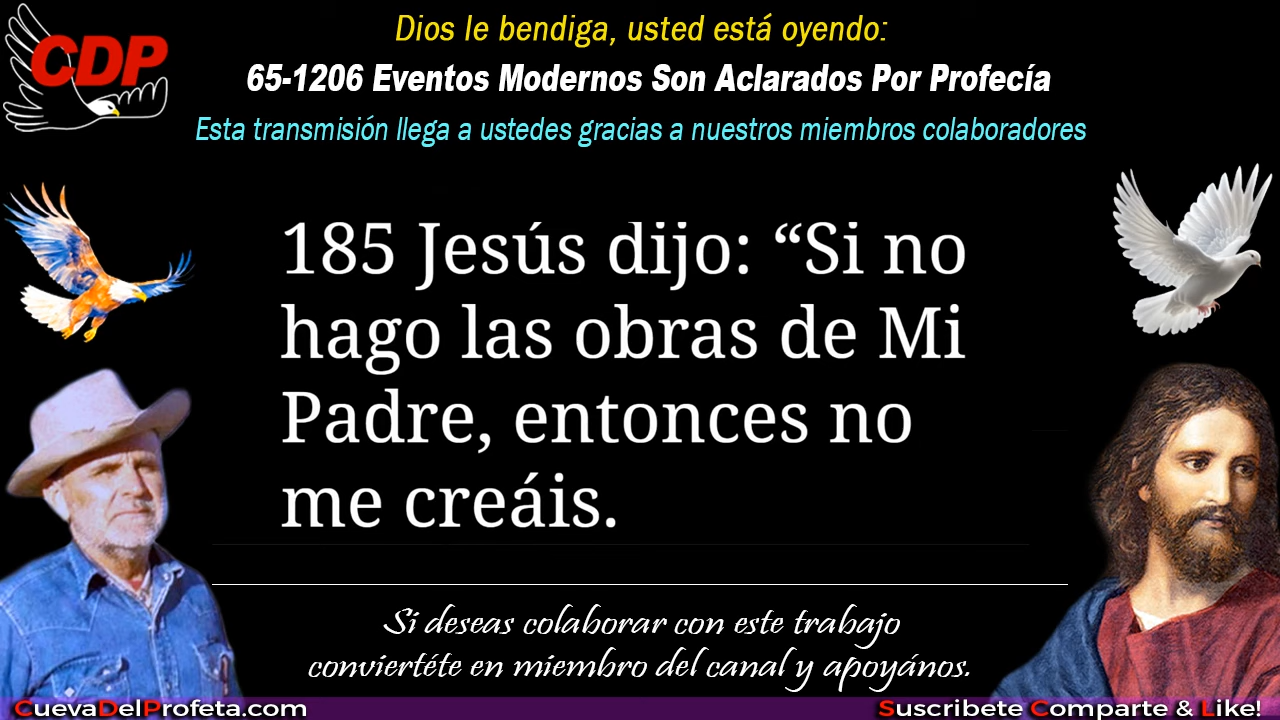 CDP
Dios le bendiga, usted está oyendo:
65-1206 Eventos Modernos Son Aclarados Por Profecía
Esta transmisión llega a ustedes gracias a nuestros miembros colaboradores
185 Jesús dijo: “Si no
hago las obras de Mi
Padre, entonces no
me creáis.
Si deseas colaborar con este trabajo
conviertéte en miembro del canal y apoyános.
CuevaDelProfeta.com
Suscribete Comparte & Like!